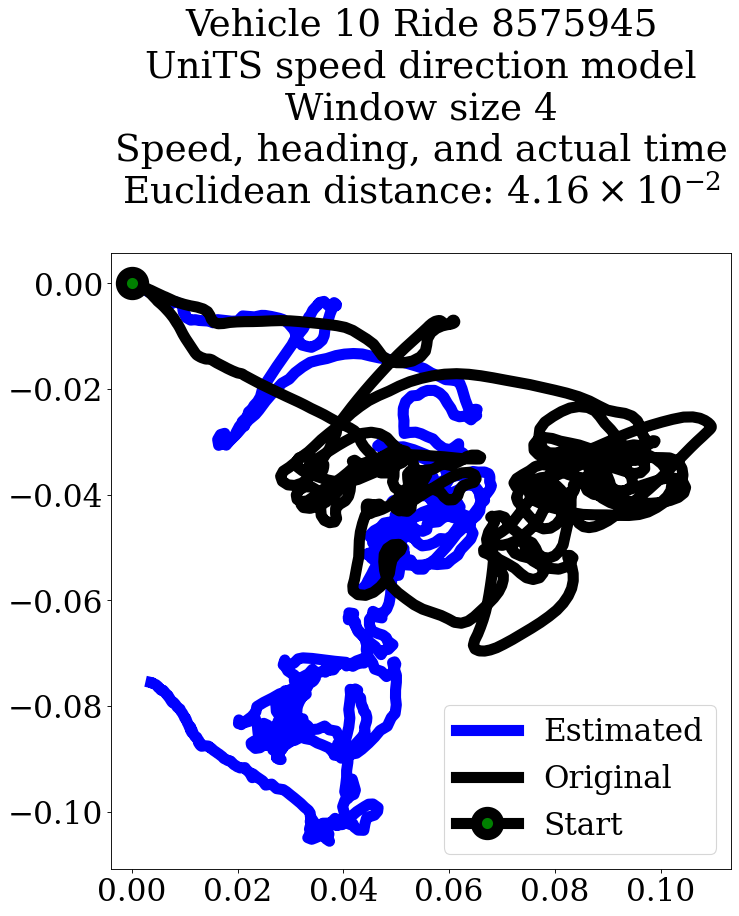 Vehicle 10 Ride 8575945
UniTS speed direction model
Window size 4
Speed, heading, and actual time
Euclidean distance: 4.16 × 10⁻²
0.00
−0.02
−0.04
−0.06
−0.08
−0.10
Estimated
Original
Start
0.00 0.02 0.04 0.06 0.08 0.10